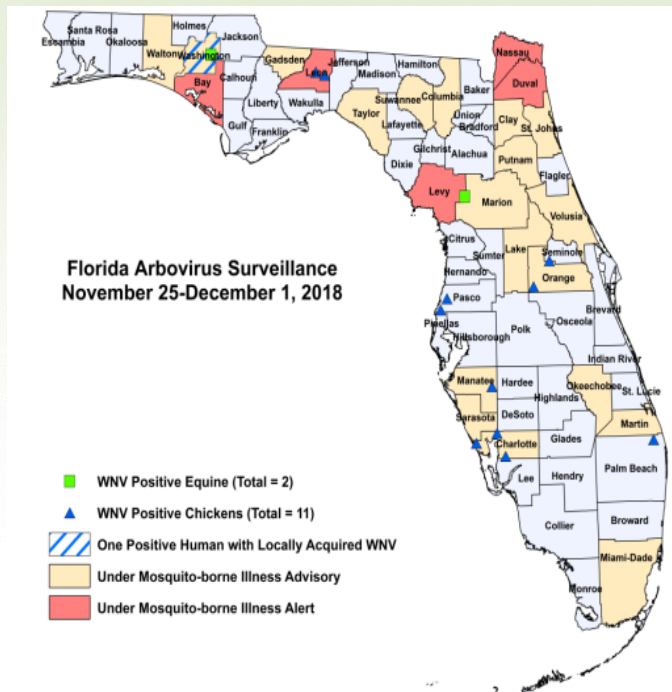 Holmes
Jackson
Santa Rosa
Escambia
Okaloosa
Walton
Washington
Gadsden
Jefferson
Hamilton
Nassau
Bay
Calhoun
Leon
Madison
Baker
Duval
Liberty
Wakulla
Suwannee
Columbia
Taylor
Lafayette
Union
Bradford
Clay
St. Johns
Gulf
Franklin
Gilchrist
Putnam
Dixie
Alachua
Flagler
Levy
Marion
Volusia
Citrus
Lake
Sumter
Seminole
Hernando
Orange
Florida Arbovirus Surveillance
November 25-December 1, 2018
Pasco
Brevard
Osceola
Pinellas
Hillsborough
Polk
Indian River
Manatee
Hardee
Okeechobee
Highlands
St. Lucie
Sarasota
DeSoto
Martin
Charlotte
Glades
Lee
Hendry
Palm Beach
Collier
Broward
Miami-Dade
Monroe
WNV Positive Equine (Total = 2)
WNV Positive Chickens (Total = 11)
One Positive Human with Locally Acquired WNV
Under Mosquito-borne Illness Advisory
Under Mosquito-borne Illness Alert